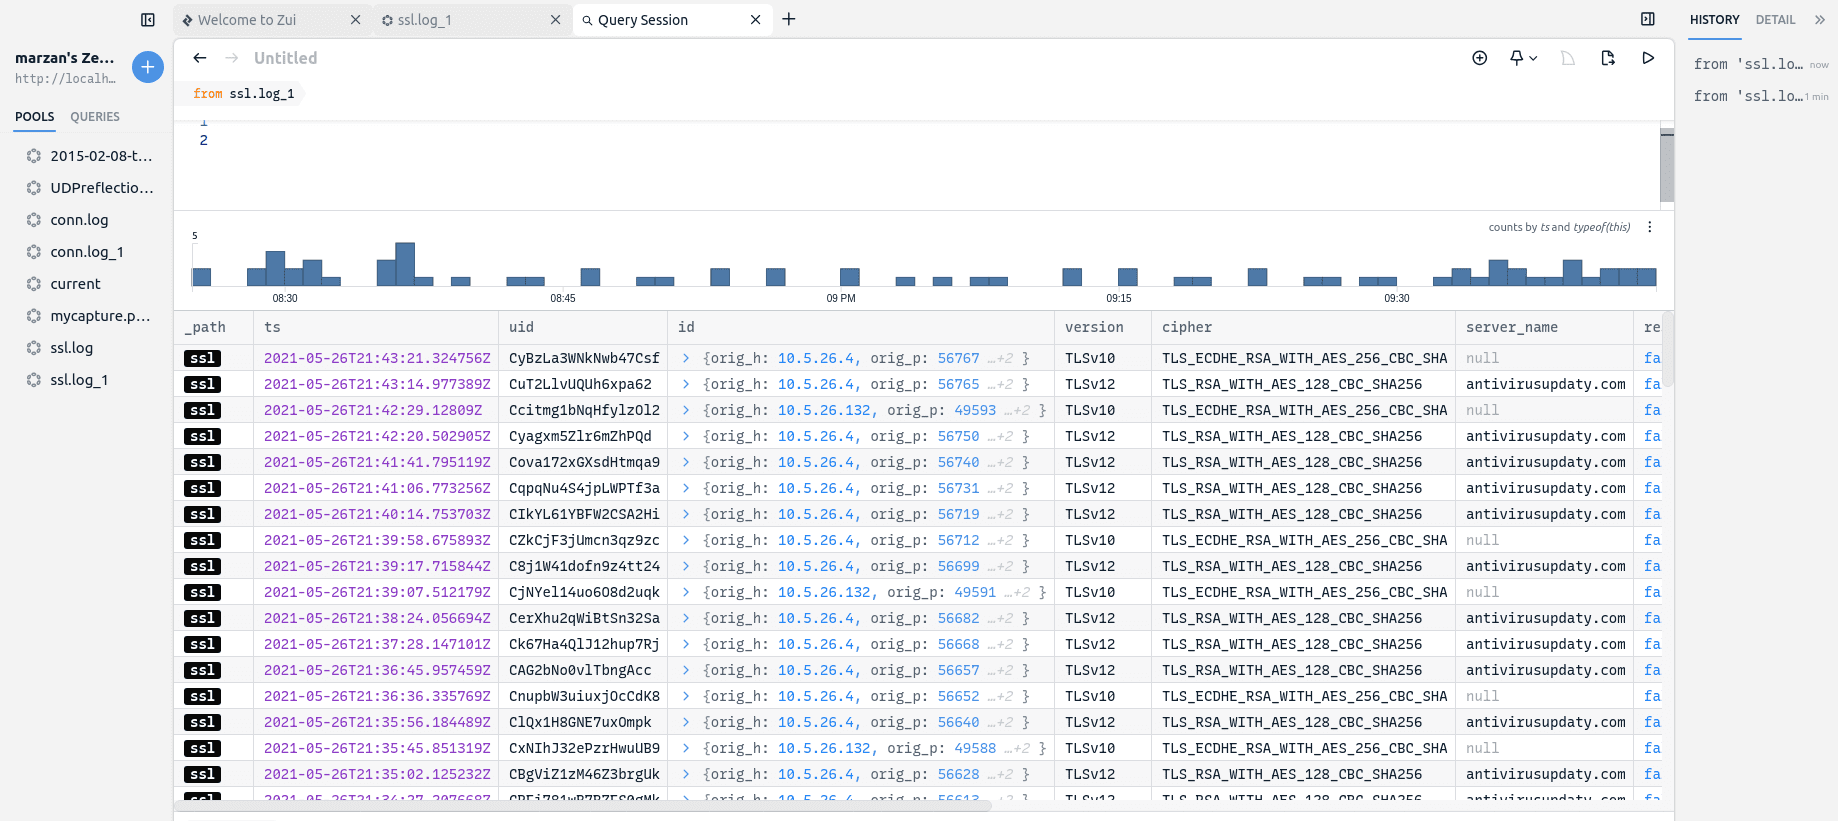 Welcome to Zui
ssl.log_1
Query Session
HISTORY
DETAIL
marzan's Ze...
http://localh...
POOLS
QUERIES
2015-02-08-t...
UDPreflectio...
conn.log
conn.log_1
current
mycapture.p...
ssl.log
ssl.log_1
Untitled
from ssl.log_1
1
2
from 'ssl.lo... now
from 'ssl.lo... 1 min
counts by ts and typeof(this)
5
08:30 08:45 09 PM 09:15 09:30
_path ts uid id version cipher server_name re
ssl 2021-05-26T21:43:21.324756Z CyBzLa3WNkNwb47Csf {orig_h: 10.5.26.4, orig_p: 56767 …+2 } TLSv10 TLS_ECDHE_RSA_WITH_AES_256_CBC_SHA null fa
ssl 2021-05-26T21:43:14.977389Z CuT2LlvUQUh6xpa62 {orig_h: 10.5.26.4, orig_p: 56765 …+2 } TLSv12 TLS_RSA_WITH_AES_128_CBC_SHA256 antivirusupdaty.com fa
ssl 2021-05-26T21:42:29.12809Z Ccitmg1bNqHfylzOl2 {orig_h: 10.5.26.132, orig_p: 49593 …+2 } TLSv10 TLS_ECDHE_RSA_WITH_AES_256_CBC_SHA null fa
ssl 2021-05-26T21:42:20.502905Z Cyagxm5Zlr6mZhPQd {orig_h: 10.5.26.4, orig_p: 56750 …+2 } TLSv12 TLS_RSA_WITH_AES_128_CBC_SHA256 antivirusupdaty.com fa
ssl 2021-05-26T21:41:41.795119Z Cova172xGXsdHtmqa9 {orig_h: 10.5.26.4, orig_p: 56740 …+2 } TLSv12 TLS_RSA_WITH_AES_128_CBC_SHA256 antivirusupdaty.com fa
ssl 2021-05-26T21:41:06.773256Z CqpqNu4S4jpLWPTf3a {orig_h: 10.5.26.4, orig_p: 56731 …+2 } TLSv12 TLS_RSA_WITH_AES_128_CBC_SHA256 antivirusupdaty.com fa
ssl 2021-05-26T21:40:14.753703Z CIkYL61YBFW2CSA2Hi {orig_h: 10.5.26.4, orig_p: 56719 …+2 } TLSv12 TLS_RSA_WITH_AES_128_CBC_SHA256 antivirusupdaty.com fa
ssl 2021-05-26T21:39:58.675893Z CZkCjF3jUmcn3qz9zc {orig_h: 10.5.26.4, orig_p: 56712 …+2 } TLSv10 TLS_ECDHE_RSA_WITH_AES_256_CBC_SHA null fa
ssl 2021-05-26T21:39:17.715844Z C8j1W41dofn9z4tt24 {orig_h: 10.5.26.4, orig_p: 56699 …+2 } TLSv12 TLS_RSA_WITH_AES_128_CBC_SHA256 antivirusupdaty.com fa
ssl 2021-05-26T21:39:07.512179Z CjNYel14uo6O8d2uqk {orig_h: 10.5.26.132, orig_p: 49591 …+2 } TLSv10 TLS_ECDHE_RSA_WITH_AES_256_CBC_SHA null fa
ssl 2021-05-26T21:38:24.056694Z CerXhu2qWiBtSn32Sa {orig_h: 10.5.26.4, orig_p: 56682 …+2 } TLSv12 TLS_RSA_WITH_AES_128_CBC_SHA256 antivirusupdaty.com fa
ssl 2021-05-26T21:37:28.147101Z Ck67Ha4QlJ12hup7Rj {orig_h: 10.5.26.4, orig_p: 56668 …+2 } TLSv12 TLS_RSA_WITH_AES_128_CBC_SHA256 antivirusupdaty.com fa
ssl 2021-05-26T21:36:45.957459Z CAG2bNo0vlTbngAcc {orig_h: 10.5.26.4, orig_p: 56657 …+2 } TLSv12 TLS_RSA_WITH_AES_128_CBC_SHA256 antivirusupdaty.com fa
ssl 2021-05-26T21:36:36.335769Z CnupbW3uiuxjOcCdK8 {orig_h: 10.5.26.4, orig_p: 56652 …+2 } TLSv10 TLS_ECDHE_RSA_WITH_AES_256_CBC_SHA null fa
ssl 2021-05-26T21:35:56.184489Z ClQx1H8GNE7uxOmpk {orig_h: 10.5.26.4, orig_p: 56640 …+2 } TLSv12 TLS_RSA_WITH_AES_128_CBC_SHA256 antivirusupdaty.com fa
ssl 2021-05-26T21:35:45.851319Z CxNIhJ32ePzrHwuUB9 {orig_h: 10.5.26.132, orig_p: 49588 …+2 } TLSv10 TLS_ECDHE_RSA_WITH_AES_256_CBC_SHA null fa
ssl 2021-05-26T21:35:02.125232Z CBgViZ1zM46Z3brgUk {orig_h: 10.5.26.4, orig_p: 56628 …+2 } TLSv12 TLS_RSA_WITH_AES_128_CBC_SHA256 antivirusupdaty.com fa
ssl 2021-05-26T21:34:27.207668Z {orig_h: 10.5.26.4, orig_p: 56613 …+2 } TLSv12 TLS_RSA_WITH_AES_128_CBC_SHA256 antivirusupdaty.com fa